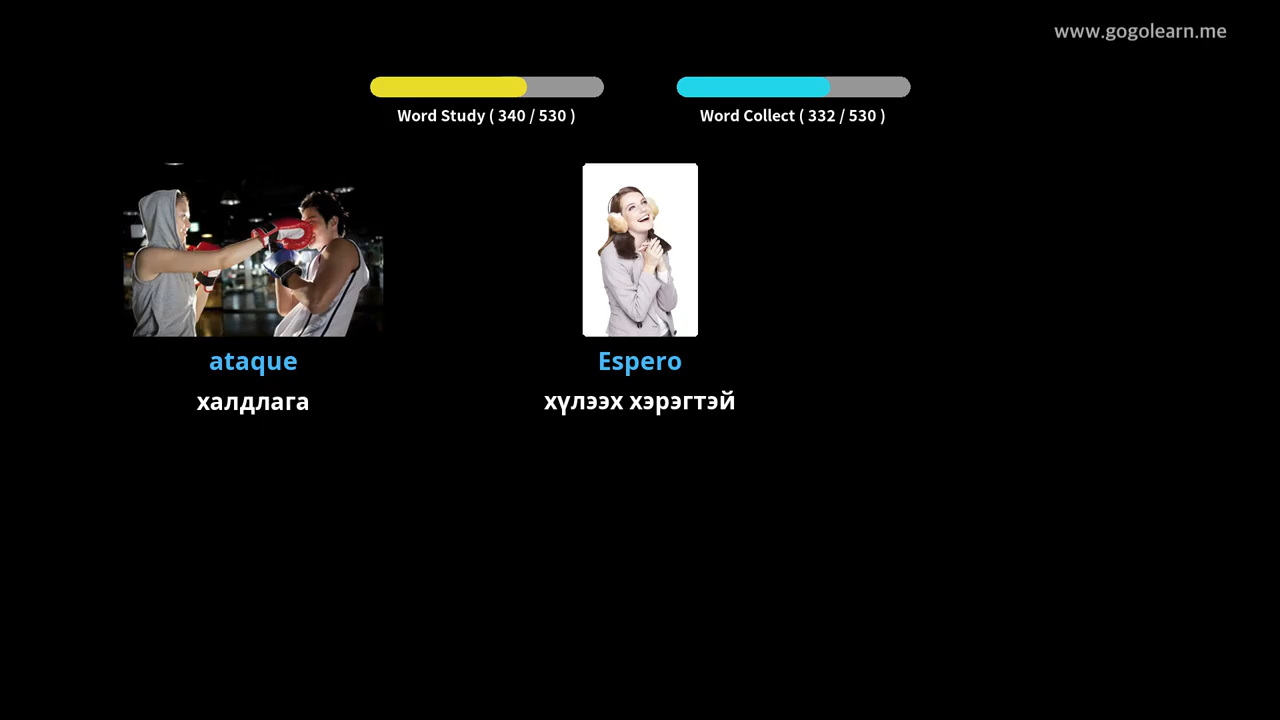 www.gogolearn.me
Word Study ( 340 / 530 )
Word Collect ( 332 / 530 )
ataque
халдлага
Espero
хүлээх хэрэгтэй